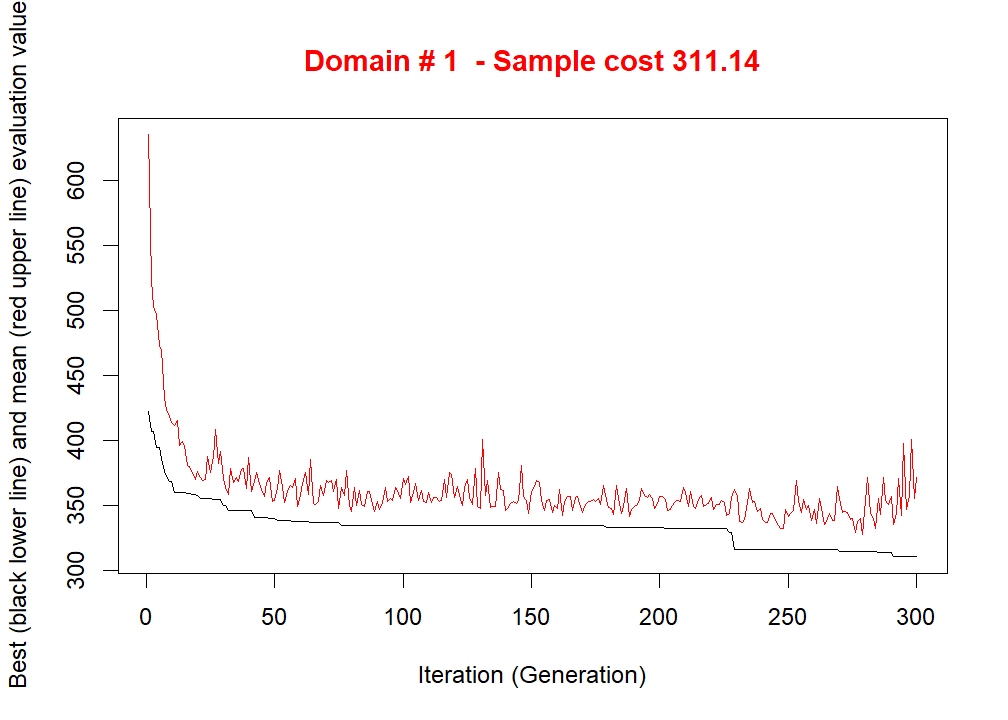 Domain # 1  - Sample cost 311.14
Best (black lower line) and mean (red upper line) evaluation value
600
550
500
450
400
350
300
0 50 100 150 200 250 300
Iteration (Generation)